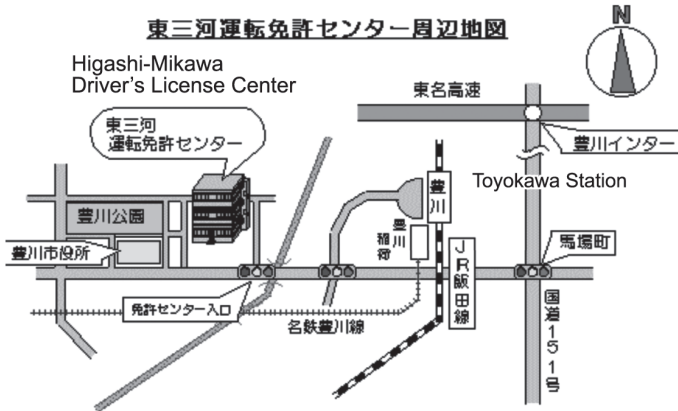 東三河運転免許センター周辺地図
N
Higashi-Mikawa
Driver's License Center
東名高速
東三河
運転免許センター
豊川インター
豊川
Toyokawa Station
豊川公園
豊川稲荷
馬場町
豊川市役所
JR飯田線
免許センター入口
名鉄豊川線
国道151号